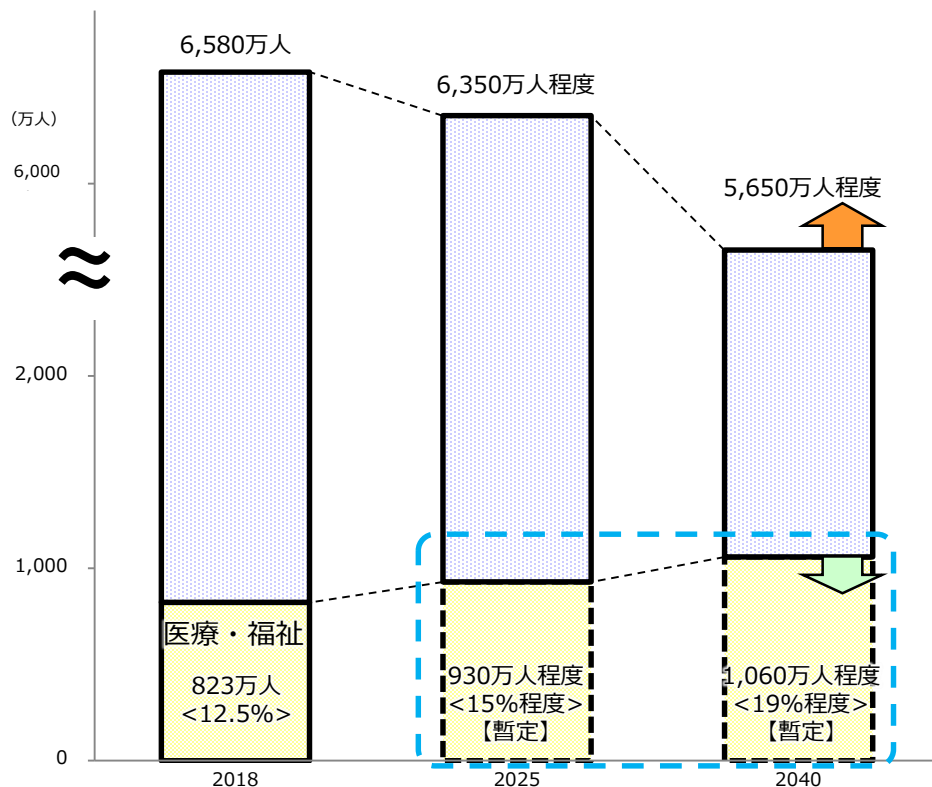 6,580万人
6,350万人程度
(万人)
6,000
5,650万人程度
≈
2,000
1,000
医療・福祉
823万人
<12.5%>
930万人程度
<15%程度>
【暫定】
1,060万人程度
<19%程度>
【暫定】
0
2018
2025
2040